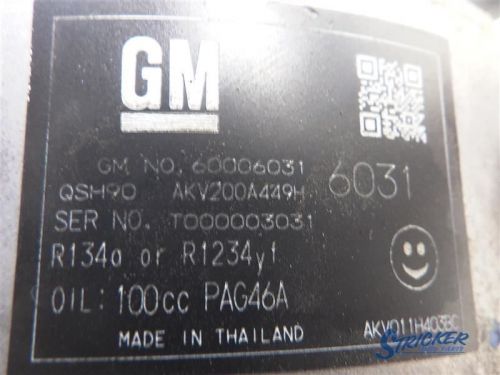 GM
GM NO. 60006031
6031
QSH90 AKV200A449H
SER NO. T000003031
R134a or R1234yf
OIL: 100cc PAG46A
MADE IN THAILAND
STRICKER